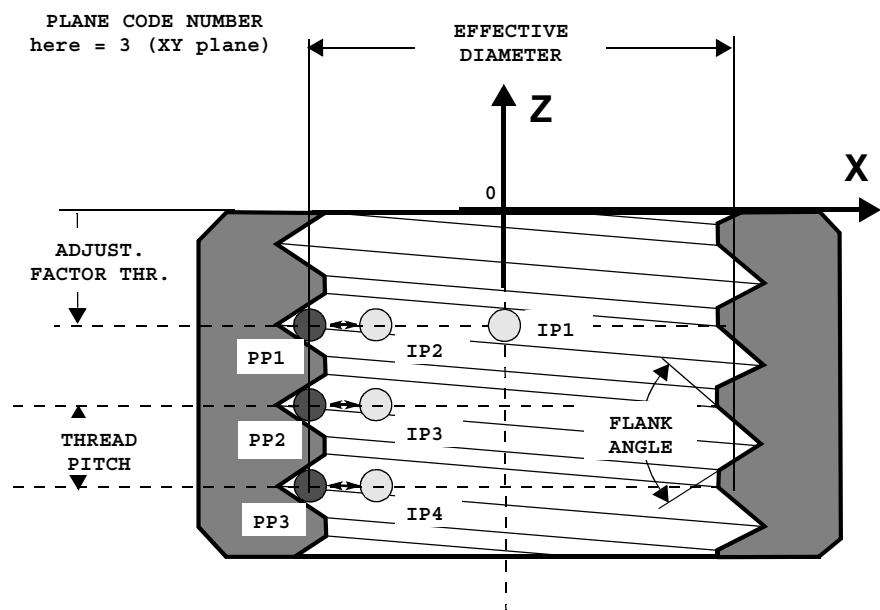 PLANE CODE NUMBER
here = 3 (XY plane)
EFFECTIVE
DIAMETER
Z
X
0
ADJUST.
FACTOR THR.
IP1
IP2
PP1
IP3
PP2
FLANK
ANGLE
THREAD
PITCH
IP4
PP3